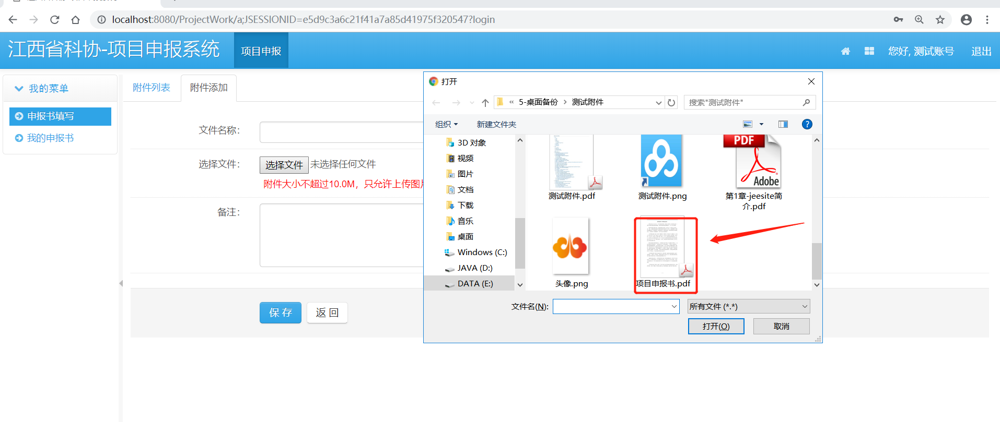 localhost:8080/ProjectWork/a;JSESSIONID=e5d9c3a6c21f41a7a85d41975f320547?login
江西省科协-项目申报系统
项目申报
您好, 测试账号
退出
我的菜单
申报书填写
我的申报书
附件列表
附件添加
文件名称：
选择文件：
选择文件
未选择任何文件
附件大小不超过10.0M，只允许上传图
备注：
保 存
返 回
打开
« 5-桌面备份 › 测试附件
搜索"测试附件"
组织
新建文件夹
3D 对象
视频
图片
文档
下载
音乐
桌面
Windows (C:)
JAVA (D:)
DATA (E:)
测试附件.pdf
测试附件.png
PDF
Adobe
第1章-jeesite简
介.pdf
头像.png
项目申报书.pdf
文件名(N):
所有文件 (*.*)
打开(O)
取消